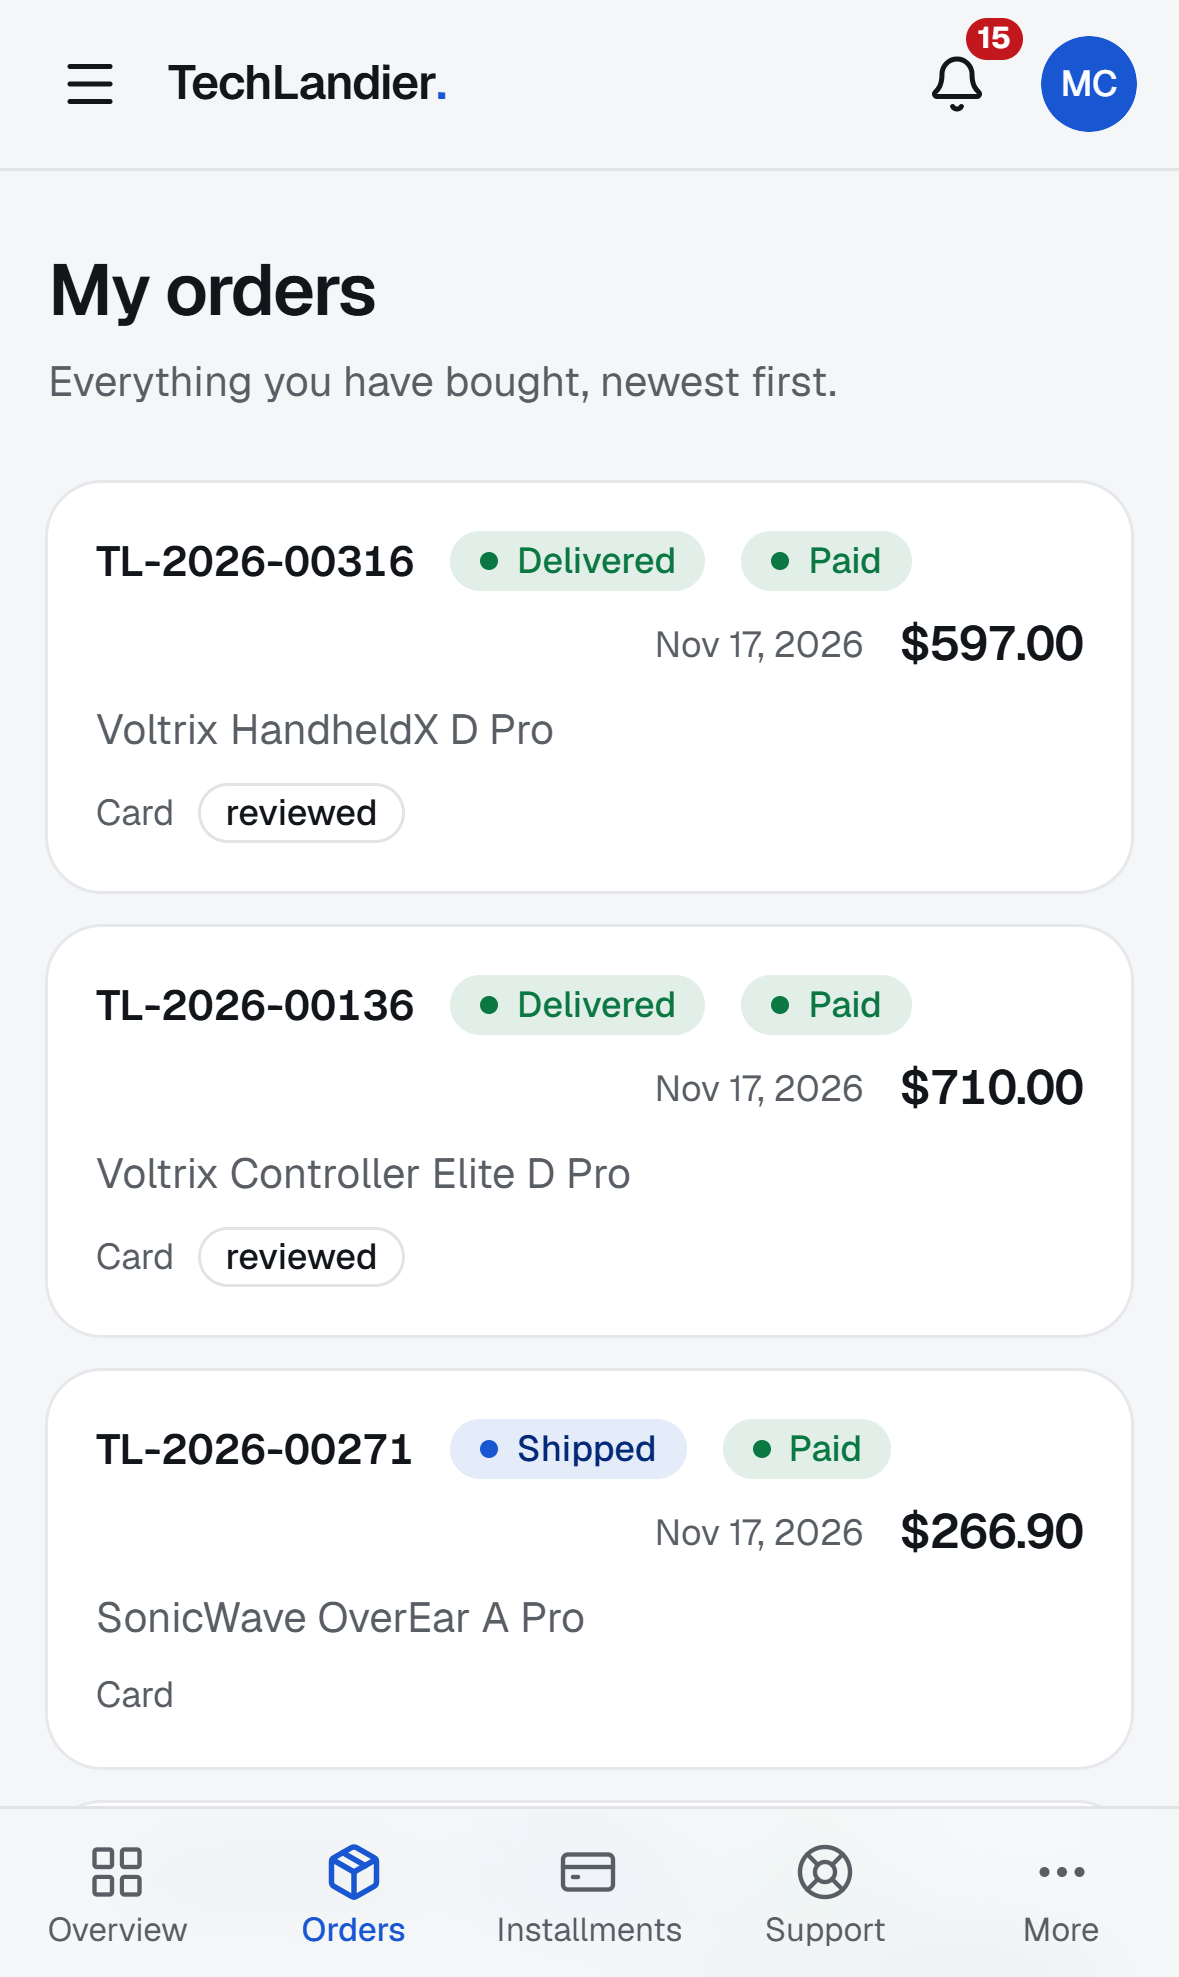 TechLandier.
15
MC
My orders
Everything you have bought, newest first.
TL-2026-00316 Delivered Paid
Nov 17, 2026 $597.00
Voltrix HandheldX D Pro
Card reviewed
TL-2026-00136 Delivered Paid
Nov 17, 2026 $710.00
Voltrix Controller Elite D Pro
Card reviewed
TL-2026-00271 Shipped Paid
Nov 17, 2026 $266.90
SonicWave OverEar A Pro
Card
Overview Orders Installments Support More